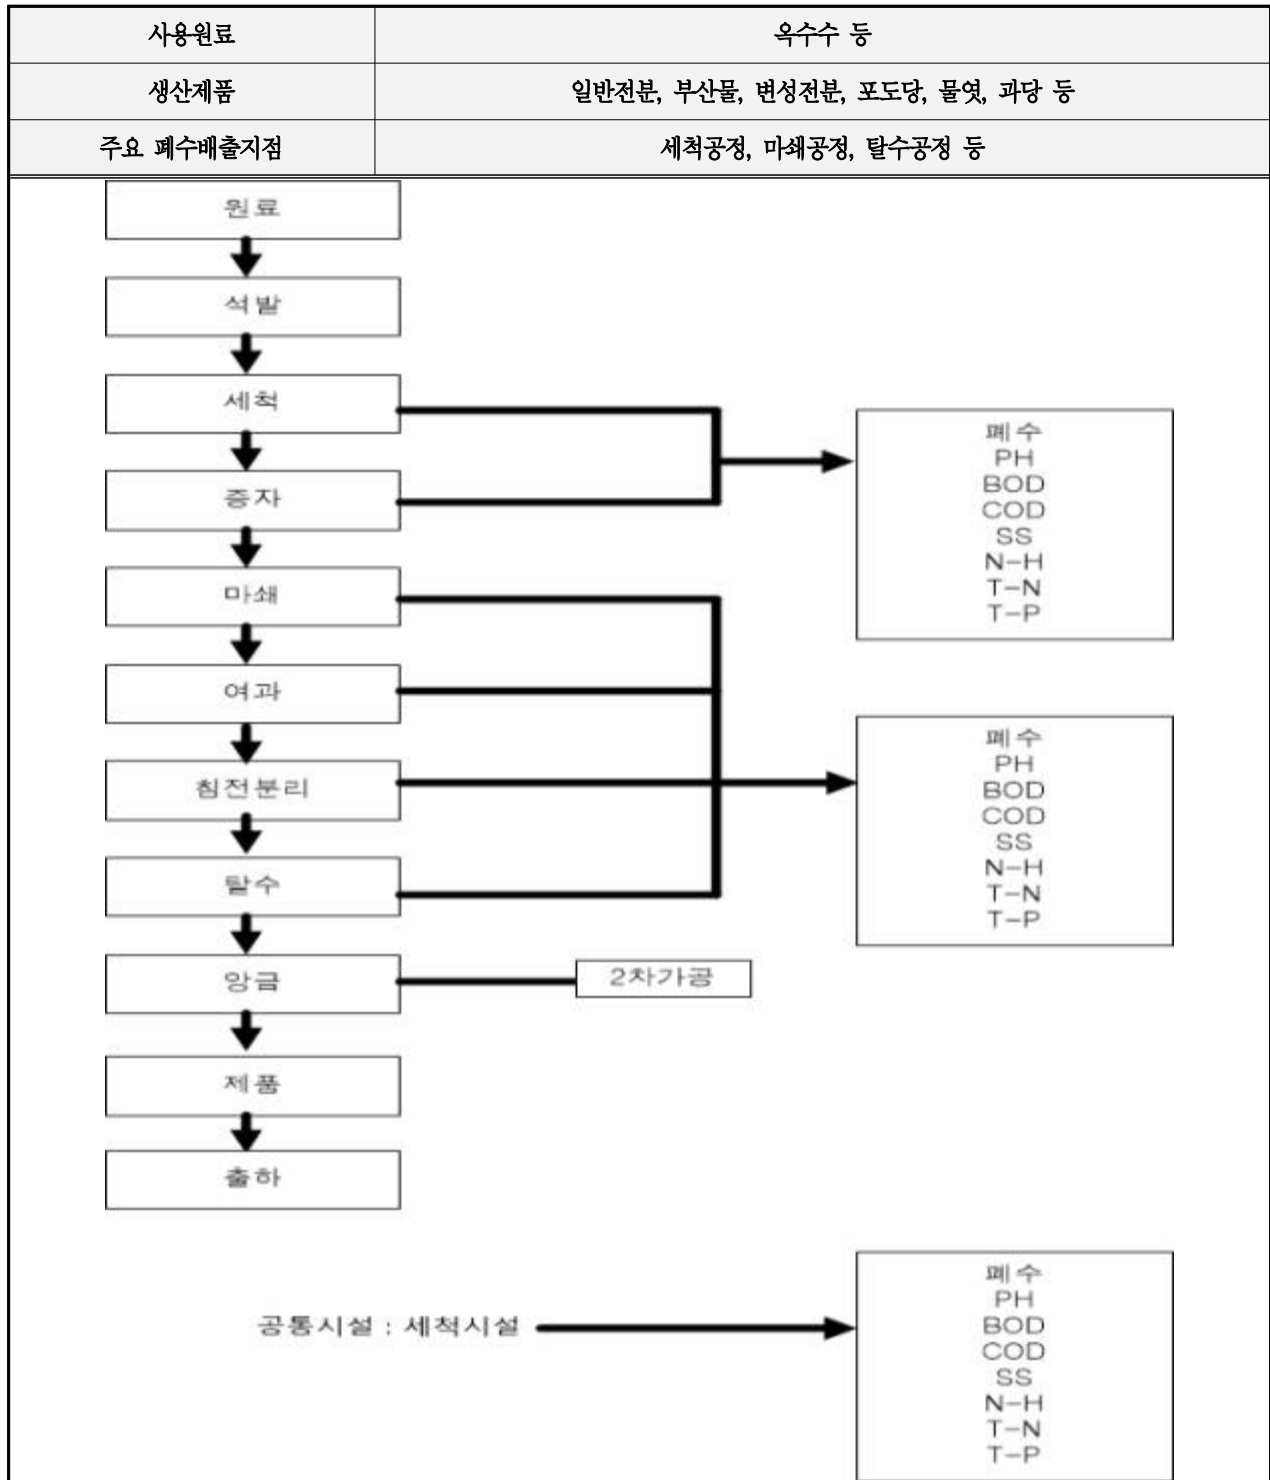 사용원료 옥수수 등
생산제품 일반전분, 부산물, 변성전분, 포도당, 물엿, 과당 등
주요 폐수배출지점 세척공정, 마쇄공정, 탈수공정 등
원료
석발
세척
증자
마쇄
여과
침전분리
탈수
앙금
2차가공
제품
출하
폐수
PH
BOD
COD
SS
N-H
T-N
T-P
폐수
PH
BOD
COD
SS
N-H
T-N
T-P
공통시설 : 세척시설
폐수
PH
BOD
COD
SS
N-H
T-N
T-P